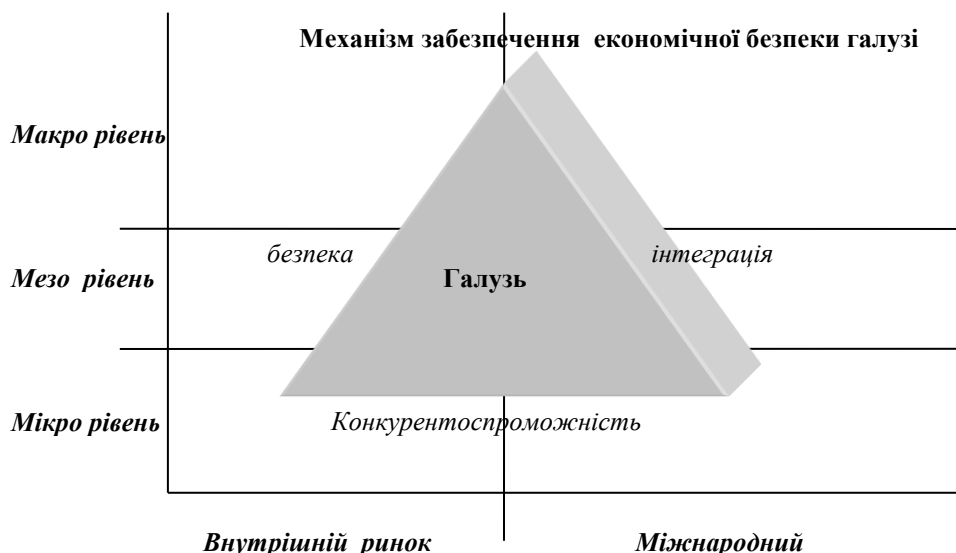 Механізм забезпечення економічної безпеки галузі
Макро рівень
безпека
інтеграція
Мезо рівень
Галузь
Мікро рівень
Конкурентоспроможність
Внутрішній ринок
Міжнародний